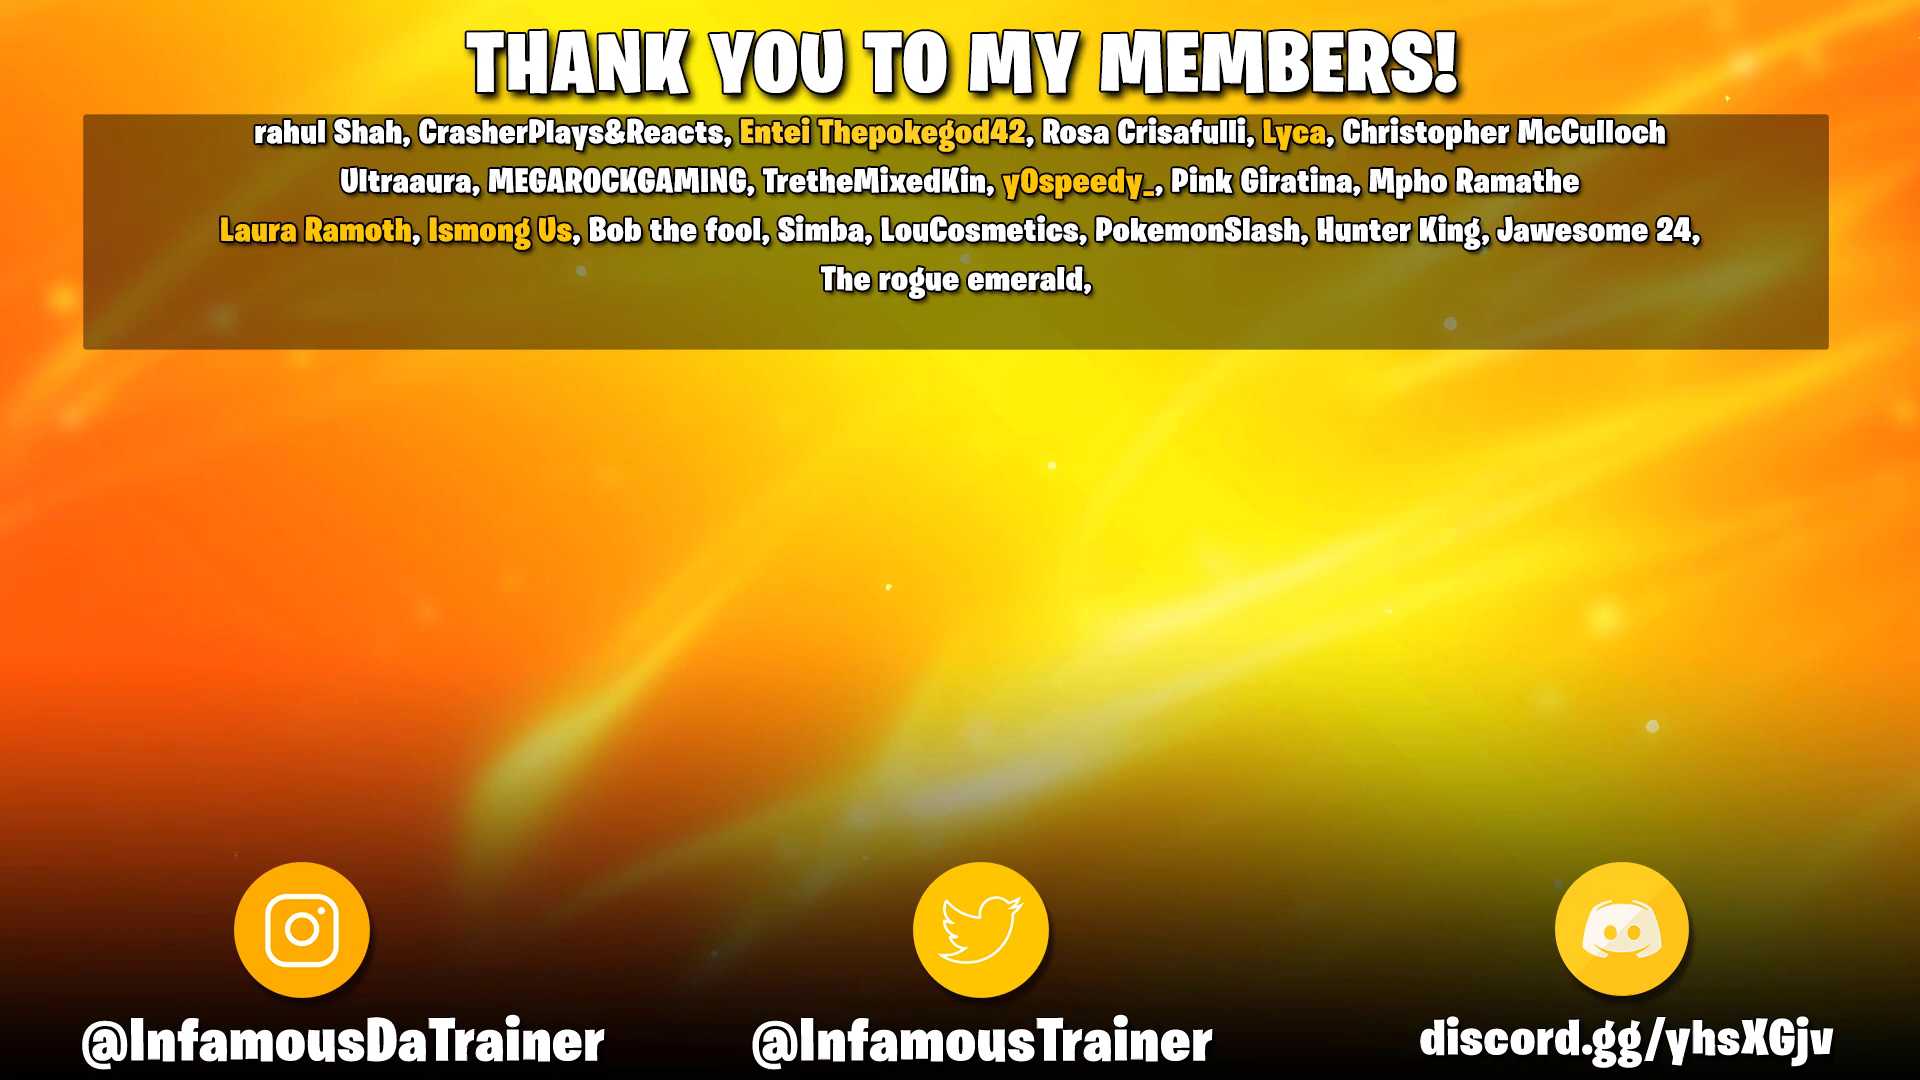 THANK YOU TO MY MEMBERS!
rahul Shah, CrasherPlays&Reacts, Entei Thepokegod42, Rosa Crisafulli, Lyca, Christopher McCulloch
Ultraaura, MEGAROCKGAMING, TretheMixedKin, y0speedy_, Pink Giratina, Mpho Ramathe
Laura Ramoth, Ismong Us, Bob the fool, Simba, LouCosmetics, PokemonSlash, Hunter King, Jawesome 24,
The rogue emerald,
@InfamousDaTrainer
@InfamousTrainer
discord.gg/yhsXGjv